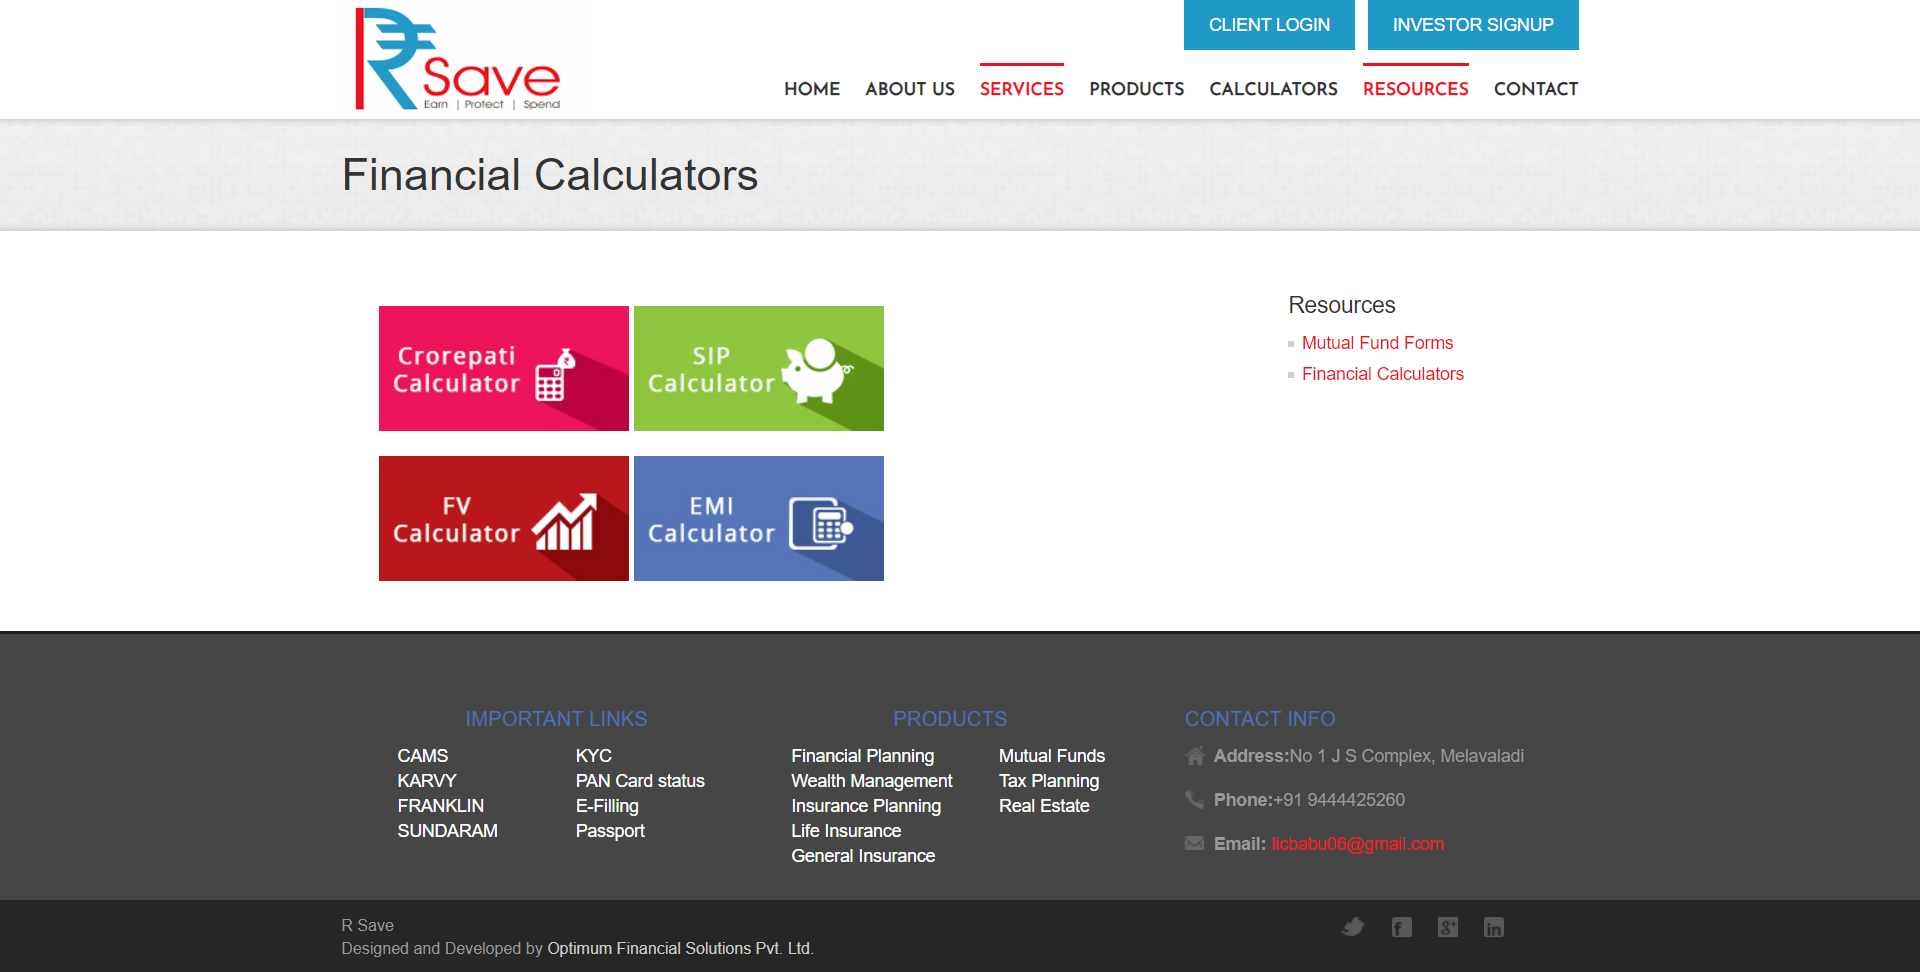 CLIENT LOGIN
INVESTOR SIGNUP
R Save
Earn | Protect | Spend
HOME ABOUT US SERVICES PRODUCTS CALCULATORS RESOURCES CONTACT
Financial Calculators
Crorepati
Calculator
SIP
Calculator
FV
Calculator
EMI
Calculator
Resources
Mutual Fund Forms
Financial Calculators
IMPORTANT LINKS
CAMS
KARVY
FRANKLIN
SUNDARAM
KYC
PAN Card status
E-Filling
Passport
PRODUCTS
Financial Planning
Wealth Management
Insurance Planning
Life Insurance
General Insurance
Mutual Funds
Tax Planning
Real Estate
CONTACT INFO
Address:No 1 J S Complex, Melavaladi
Phone:+91 9444425260
Email: licbabu06@gmail.com
R Save
Designed and Developed by Optimum Financial Solutions Pvt. Ltd.